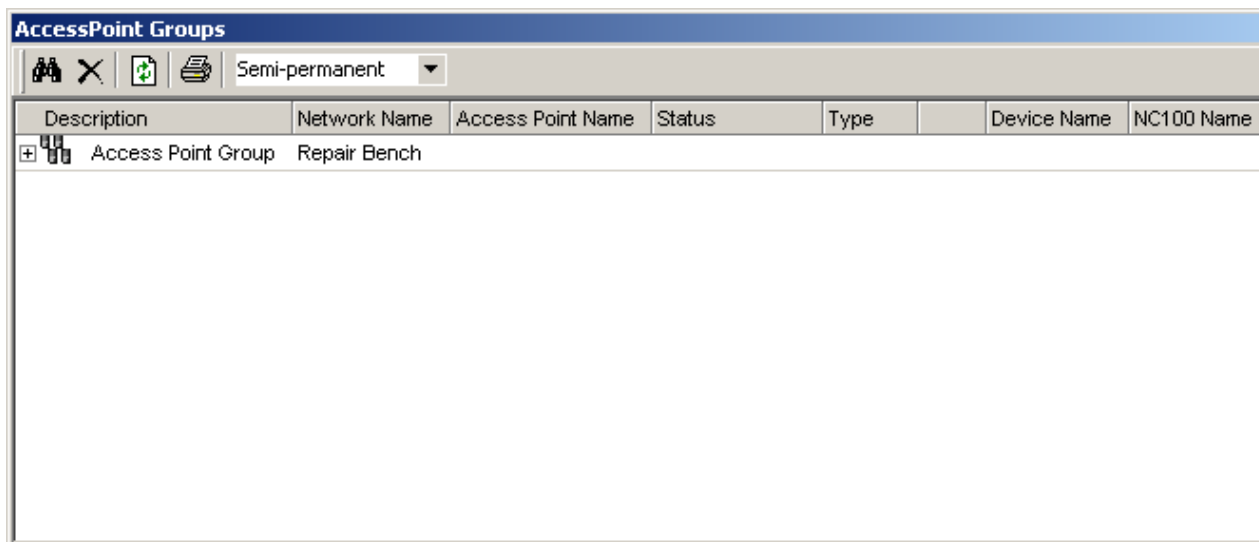 AccessPoint Groups
Semi-permanent
Description Network Name Access Point Name Status Type Device Name NC100 Name
Access Point Group Repair Bench